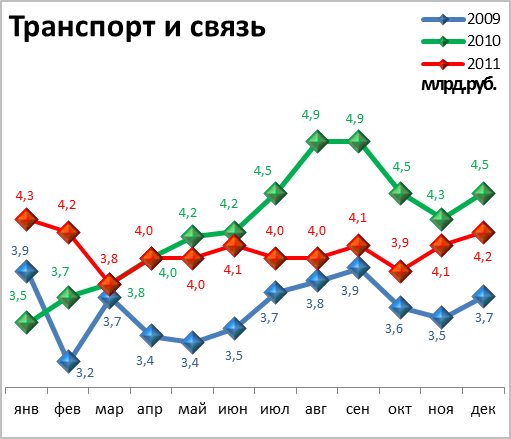 Транспорт и связь
2009
2010
2011
млрд.руб.
4,9 4,9
4,5 4,5
4,3 4,2 4,2 4,2 4,3
3,9 3,8 4,0 4,0 4,0 4,1 3,9
3,5 3,7 3,8 4,0 4,0 4,1 4,1 4,2
3,7 3,7 3,8 3,9 3,6 3,5 3,7
3,2 3,4 3,4 3,5
янв фев мар апр май июн июл авг сен окт ноя дек